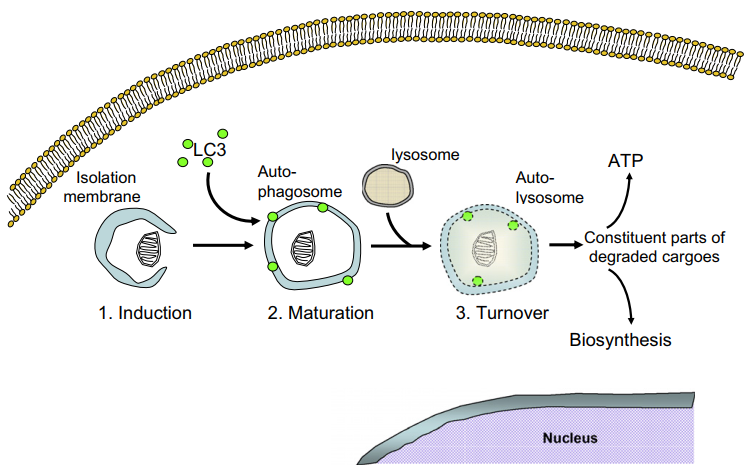 LC3
lysosome
ATP
Isolation
membrane
Auto-
phagosome
Auto-
lysosome
Constituent parts of
degraded cargoes
1. Induction
2. Maturation
3. Turnover
Biosynthesis
Nucleus